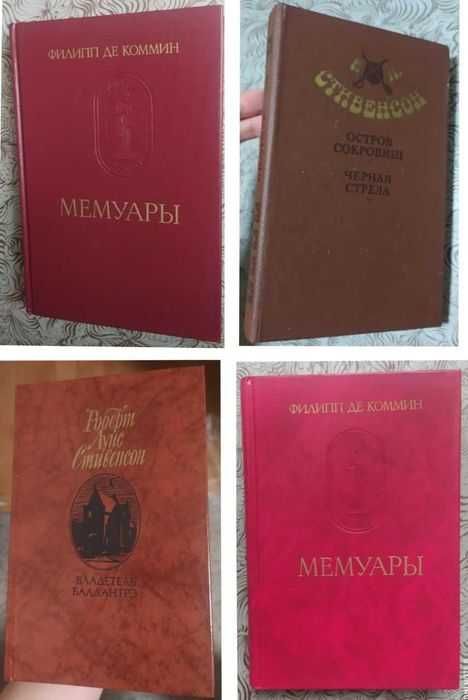 ФИЛИПП ДЕ КОММИН
МЕМУАРЫ
СТИВЕНСОН
ОСТРОВ
СОКРОВИЩ
ЧЕРНАЯ
СТРЕЛА
Роберт
Луис
Стивенсон
ВЛАДЕТЕЛЬ
БАЛЛАНТРЭ
ФИЛИПП ДЕ КОММИН
МЕМУАРЫ